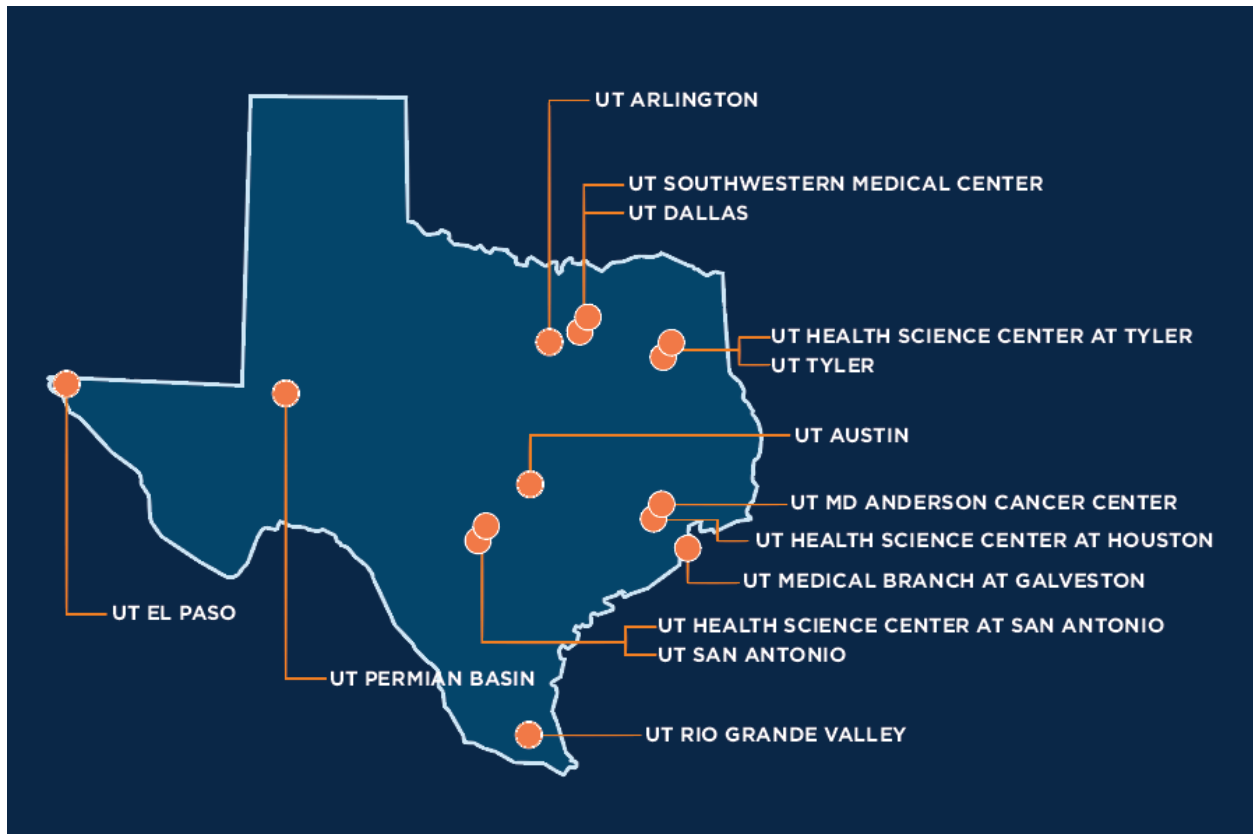 UT ARLINGTON
UT SOUTHWESTERN MEDICAL CENTER
UT DALLAS
UT HEALTH SCIENCE CENTER AT TYLER
UT TYLER
UT AUSTIN
UT MD ANDERSON CANCER CENTER
UT HEALTH SCIENCE CENTER AT HOUSTON
UT MEDICAL BRANCH AT GALVESTON
UT EL PASO
UT HEALTH SCIENCE CENTER AT SAN ANTONIO
UT SAN ANTONIO
UT PERMIAN BASIN
UT RIO GRANDE VALLEY